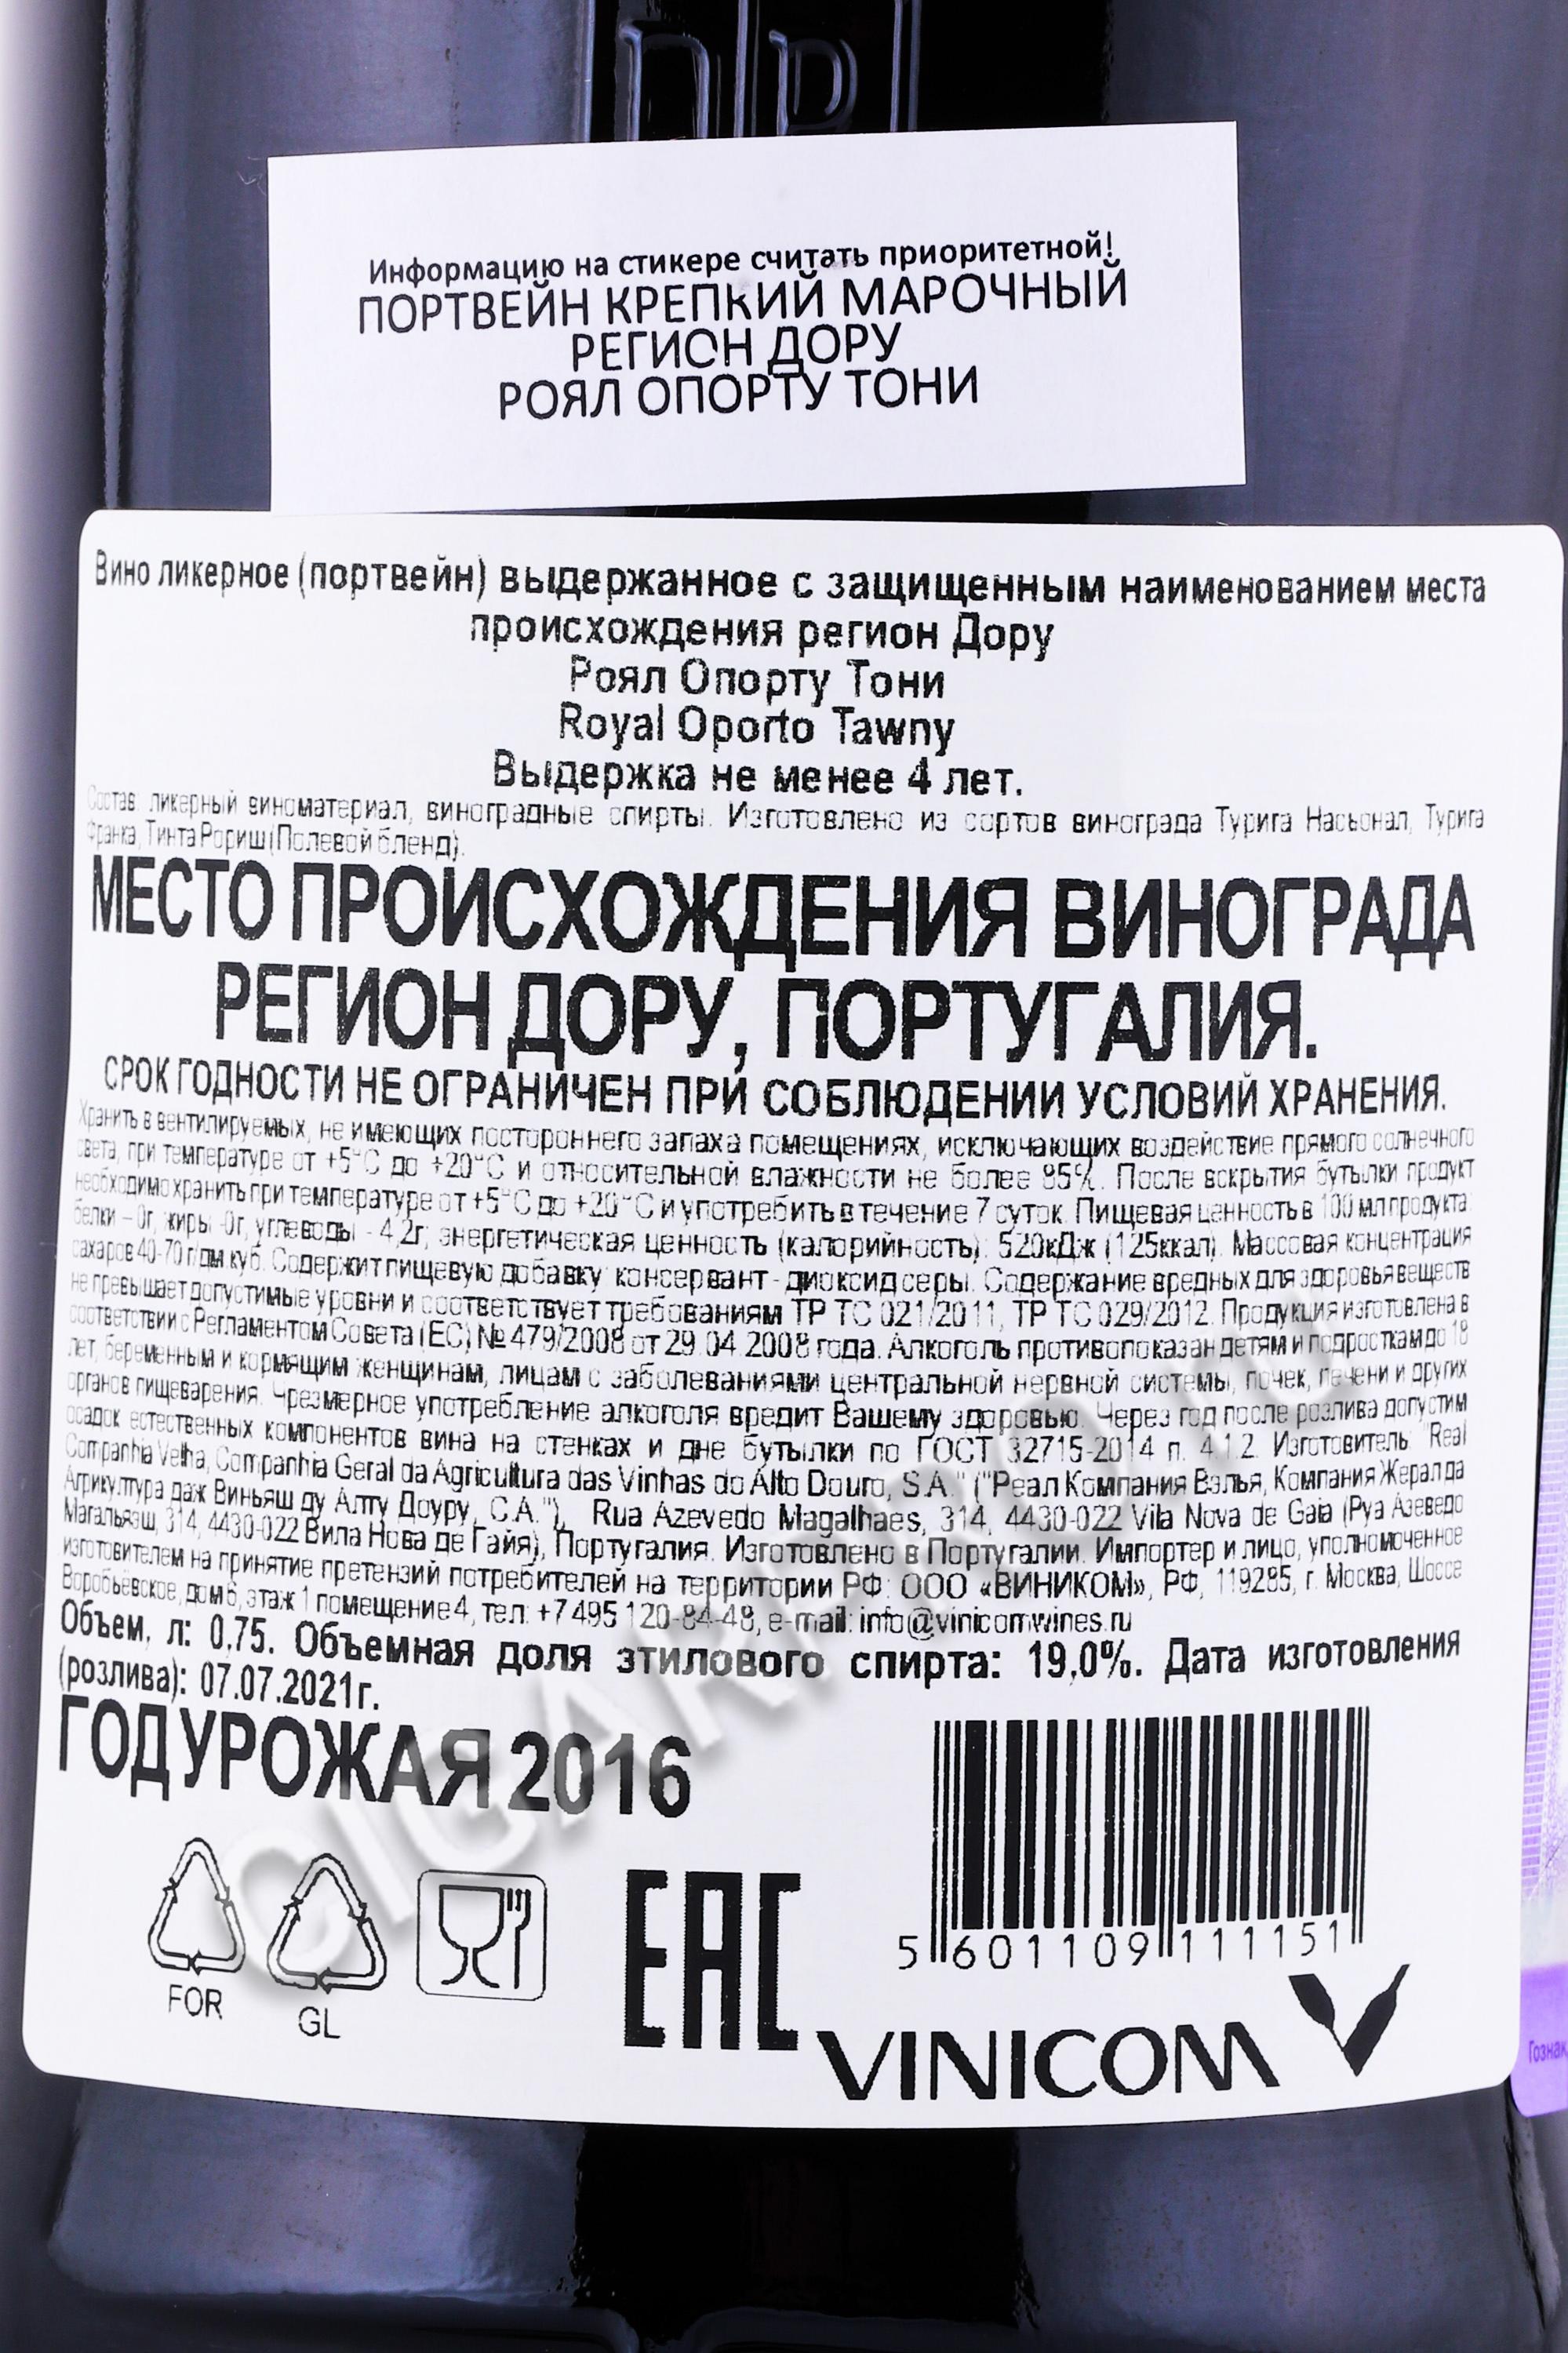 Информацию на стикере считать приоритетной!
ПОРТВЕЙН КРЕПКИЙ МАРОЧНЫЙ
РЕГИОН ДОРУ
РОЯЛ ОПОРТУ ТОНИ
Вино ликерное (портвейн) выдержанное с защищенным наименованием места
происхождения регион Дору
Роял Опорту Тони
Royal Oporto Tawny
Выдержка не менее 4 лет.
Состав: ликерный виноматериал, виноградные спирты. Изготовлено из сортов винограда Турига Насьонал, Турига
Франка, Тинта Рориш (Полевой бленд).
МЕСТО ПРОИСХОЖДЕНИЯ ВИНОГРАДА
РЕГИОН ДОРУ, ПОРТУГАЛИЯ.
СРОК ГОДНОСТИ НЕ ОГРАНИЧЕН ПРИ СОБЛЮДЕНИИ УСЛОВИЙ ХРАНЕНИЯ.
Хранить в вентилируемых, не имеющих постороннего запаха помещениях, исключающих воздействие прямого солнечного
света, при температуре от +5°С до +20°С и относительной влажности не более 85%. После вскрытия бутылки продукт
необходимо хранить при температуре от +5°С до +20°С и употребить в течение 7 суток. Пищевая ценность в 100 мл продукта:
белки – 0г, жиры -0г, углеводы - 4,2г; энергетическая ценность (калорийность): 520кДж (125ккал). Массовая концентрация
сахаров 40-70 г/дм куб. Содержит пищевую добавку консервант - диоксид серы. Содержание вредных для здоровья веществ
не превышает допустимые уровни и соответствует требованиям ТР ТС 021/2011, ТР ТС 029/2012. Продукция изготовлена в
соответствии с Регламентом Совета (ЕС) № 479/2008 от 29.04.2008 года. Алкоголь противопоказан детям и подросткам до 18
лет, беременным и кормящим женщинам, лицам с заболеваниями центральной нервной системы, почек, печени и других
органов пищеварения. Чрезмерное употребление алкоголя вредит Вашему здоровью. Через год после розлива допустим
осадок естественных компонентов вина на стенках и дне бутылки по ГОСТ 32715-2014 п. 4.1.2. Изготовитель: "Real
Companhia Velha, Companhia Geral da Agricultura das Vinhas do Alto Douro, S.A." ("Реал Компания Вэлья, Компания Жерал да
Агрикултура даж Виньяш ду Алту Доуру, С.А."), Rua Azevedo Magalhaes, 314, 4430-022 Vila Nova de Gaia (Руа Азеведо
Магальяэш, 314, 4430-022 Вила Нова де Гайя), Португалия. Изготовлено в Португалии. Импортер и лицо, уполномоченное
изготовителем на принятие претензий потребителей на территории РФ: ООО «ВИНИКОМ», РФ, 119285, г. Москва, Шоссе
Воробьёвское, дом 6, этаж 1 помещение 4, тел: +7 495 120-84-48, e-mail: info@vinicomwines.ru
Объем, л: 0,75. Объемная доля этилового спирта: 19,0%. Дата изготовления
(розлива): 07.07.2021г.
ГОД УРОЖАЯ 2016
5 601109 111151
FOR
GL
EAC
VINICOM
CIGARPRO.RU
Гознак